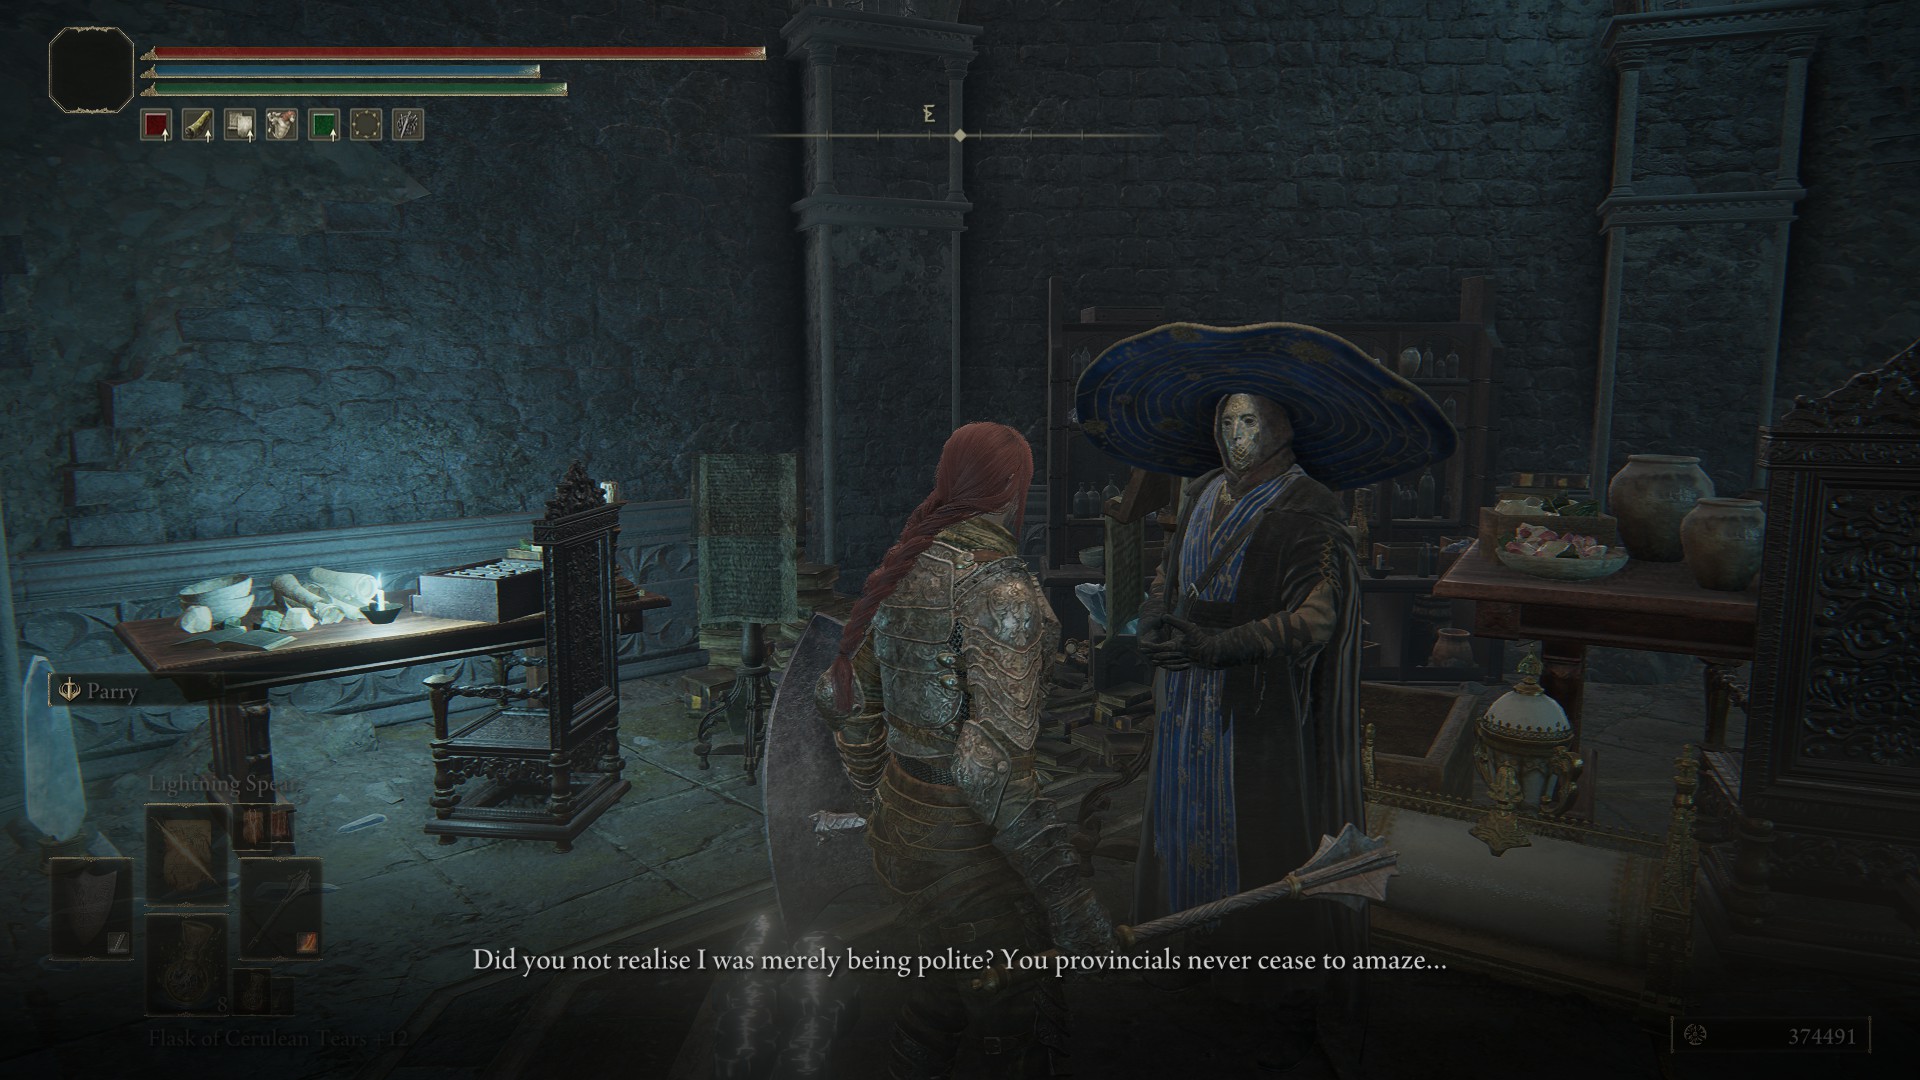 E
Parry
Lightning Spear
8
Did you not realise I was merely being polite? You provincials never cease to amaze...
Flask of Cerulean Tears +12
374491